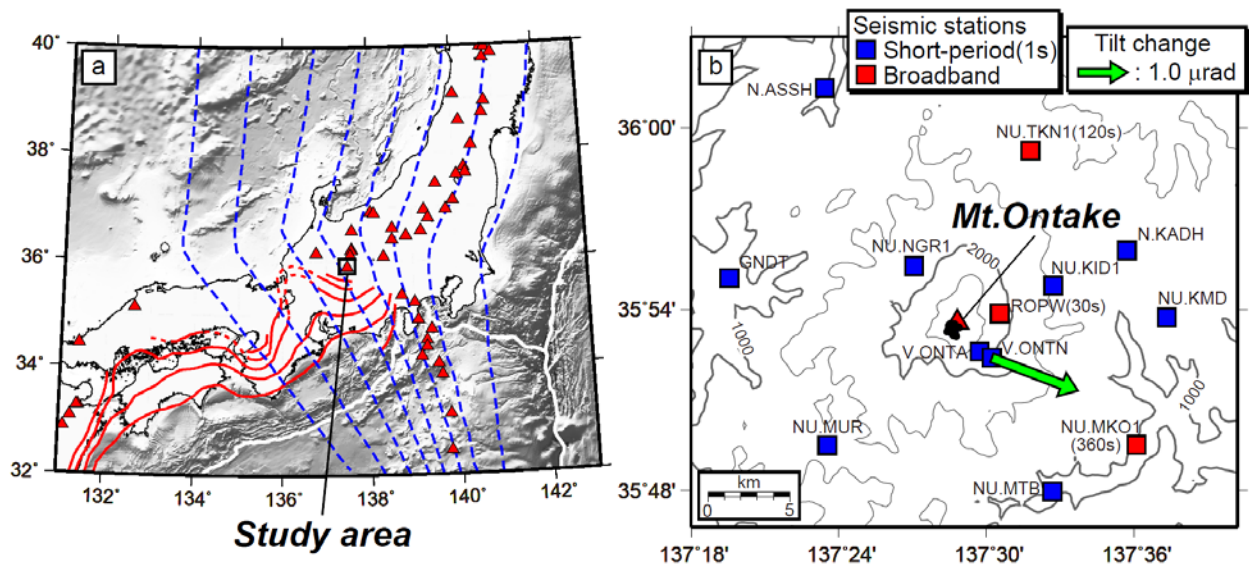 a
40°
38°
36°
34°
32°
132
134
136
138
140
142
Study area
b
Seismic stations
Short-period(1s)
Broadband
Tilt change
: 1.0 μrad
N.ASSH
36°00'
NU.TKN1(120s)
Mt.Ontake
N.KADH
NU.NGR1
2000
GNDT
NU.KID1
35°54'
ROPW(30s)
NU.KMD
1000
V.ONTA
V.ONTN
1000
NU.MUR
NU.MKO1
(360s)
km
0 5
NU.MTB
35°48'
137°18'
137°24'
137°30'
137°36'